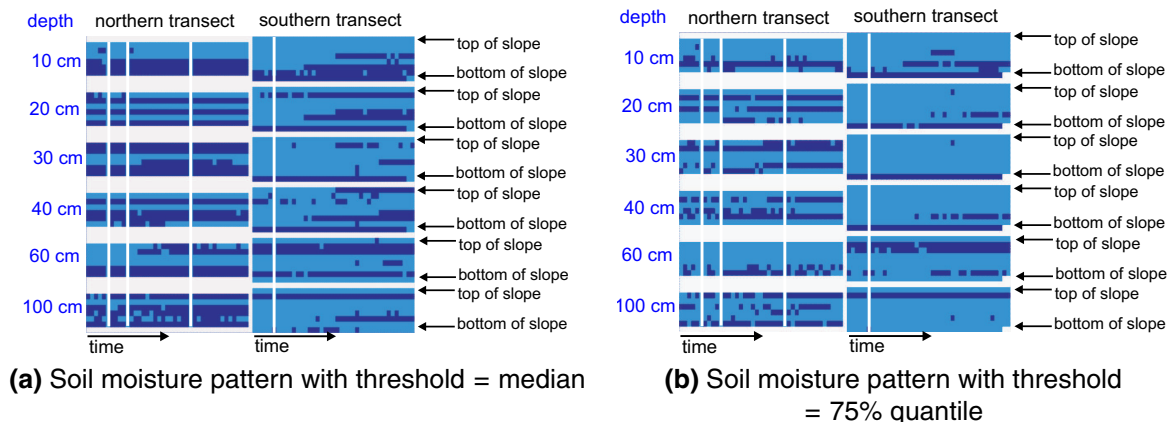 depth northern transect southern transect
10 cm
top of slope
bottom of slope
20 cm
top of slope
bottom of slope
30 cm
top of slope
bottom of slope
40 cm
top of slope
bottom of slope
60 cm
top of slope
bottom of slope
100 cm
top of slope
bottom of slope
time time
(a) Soil moisture pattern with threshold = median
depth northern transect southern transect
10 cm
top of slope
bottom of slope
20 cm
top of slope
bottom of slope
30 cm
top of slope
bottom of slope
40 cm
top of slope
bottom of slope
60 cm
top of slope
bottom of slope
100 cm
top of slope
bottom of slope
time time
(b) Soil moisture pattern with threshold
= 75% quantile